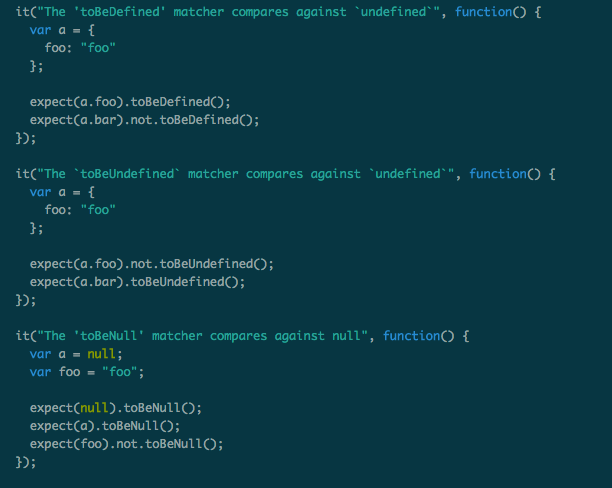 it("The 'toBeDefined' matcher compares against `undefined`", function() {
  var a = {
    foo: "foo"
  };

  expect(a.foo).toBeDefined();
  expect(a.bar).not.toBeDefined();
});

it("The `toBeUndefined` matcher compares against `undefined`", function() {
  var a = {
    foo: "foo"
  };

  expect(a.foo).not.toBeUndefined();
  expect(a.bar).toBeUndefined();
});

it("The 'toBeNull' matcher compares against null", function() {
  var a = null;
  var foo = "foo";

  expect(null).toBeNull();
  expect(a).toBeNull();
  expect(foo).not.toBeNull();
});